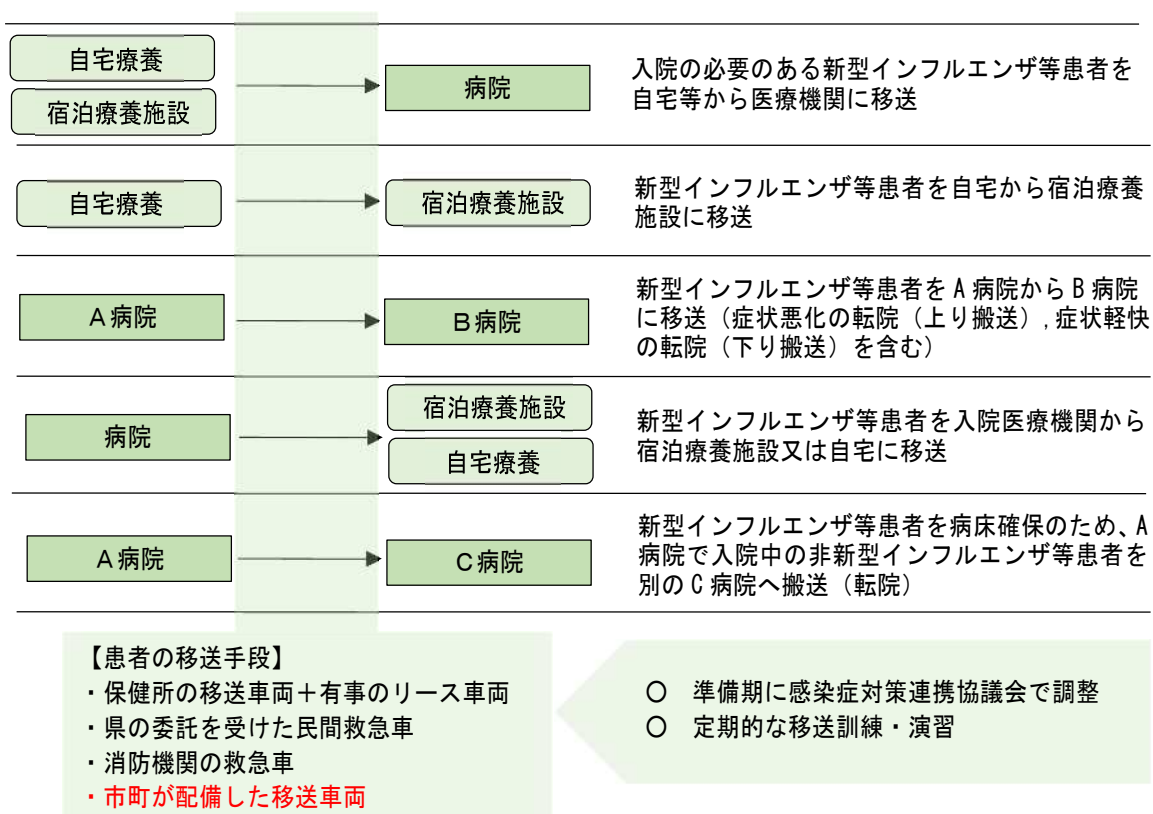 自宅療養
宿泊療養施設
病院
入院の必要のある新型インフルエンザ等患者を
自宅等から医療機関に移送
自宅療養
宿泊療養施設
新型インフルエンザ等患者を自宅から宿泊療養
施設に移送
A病院
B病院
新型インフルエンザ等患者をA病院からB病院
に移送（症状悪化の転院（上り搬送）,症状軽快
の転院（下り搬送）を含む）
病院
宿泊療養施設
自宅療養
新型インフルエンザ等患者を入院医療機関から
宿泊療養施設又は自宅に移送
A病院
C病院
新型インフルエンザ等患者を病床確保のため、A
病院で入院中の非新型インフルエンザ等患者を
別のC病院へ搬送（転院）
【患者の移送手段】
・保健所の移送車両＋有事のリース車両
・県の委託を受けた民間救急車
・消防機関の救急車
・市町が配備した移送車両
○　準備期に感染症対策連携協議会で調整
○　定期的な移送訓練・演習